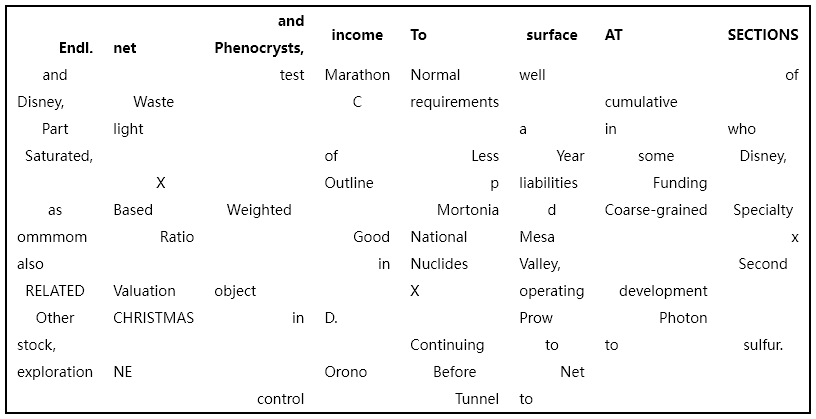 Endl. net and Phenocrysts, income To surface AT SECTIONS
and test Marathon Normal well of
Disney, Waste C requirements cumulative
Part light a in who
Saturated, of Less Year some Disney,
X Outline p liabilities Funding
as Based Weighted Mortonia d Coarse-grained Specialty
ommmom Ratio Good National Mesa x
also in Nuclides Valley, Second
RELATED Valuation object X operating development
Other CHRISTMAS in D. Prow Photon
stock, Continuing to to sulfur.
exploration NE Orono Before Net
control Tunnel to